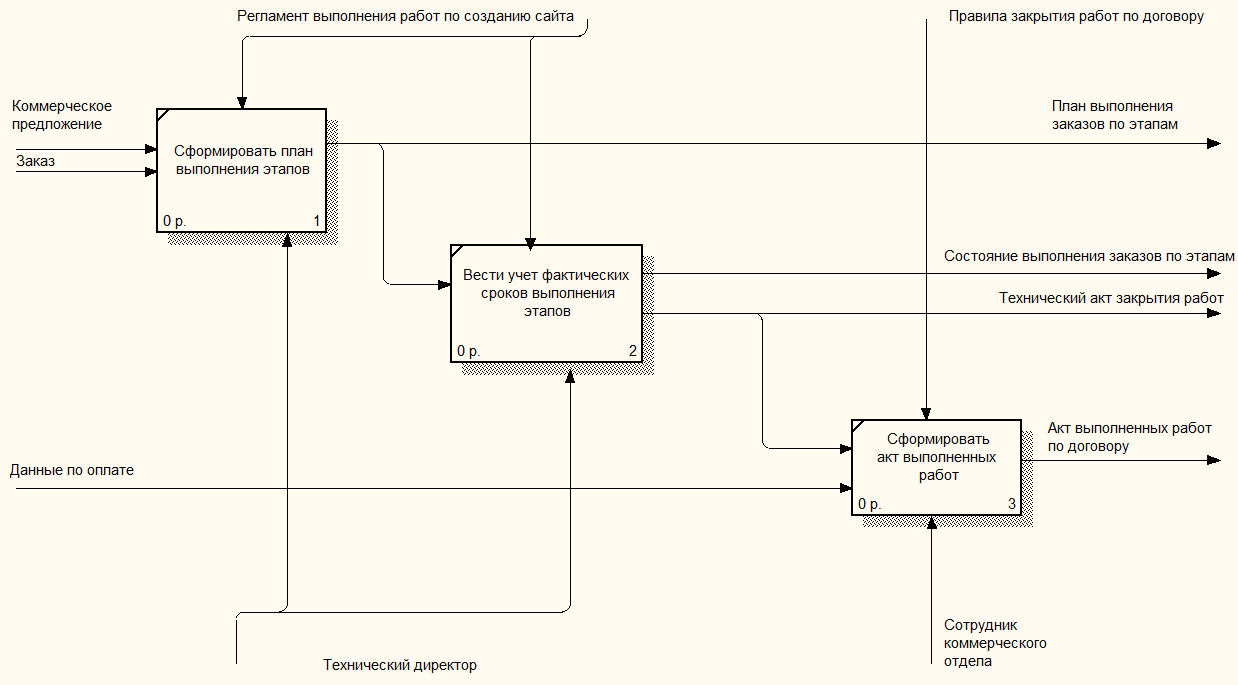 Регламент выполнения работ по созданию сайта
Правила закрытия работ по договору
Коммерческое
предложение
Заказ
План выполнения
заказов по этапам
Сформировать план
выполнения этапов
0 р.
1
Состояние выполнения заказов по этапам
Технический акт закрытия работ
Вести учет фактических
сроков выполнения
этапов
0 р.
2
Данные по оплате
Сформировать
акт выполненных
работ
0 р.
3
Акт выполненных работ
по договору
Технический директор
Сотрудник
коммерческого
отдела